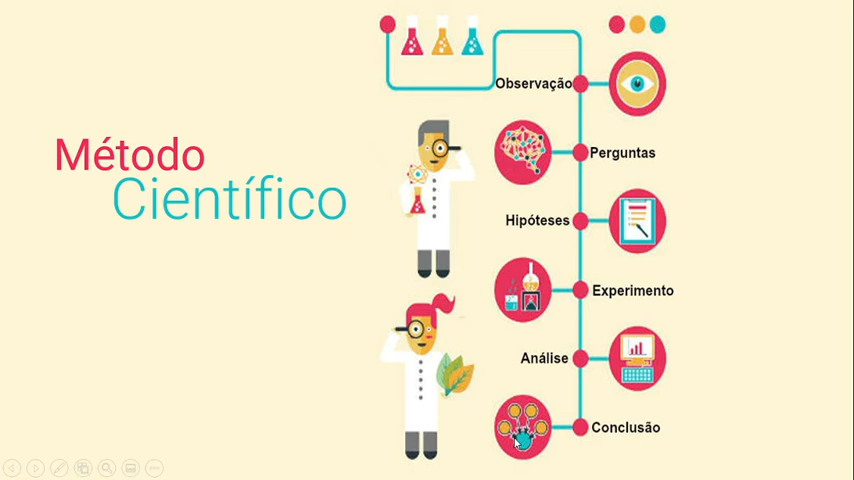 Método
Científico
Observação
Perguntas
Hipóteses
Experimento
Análise
Conclusão